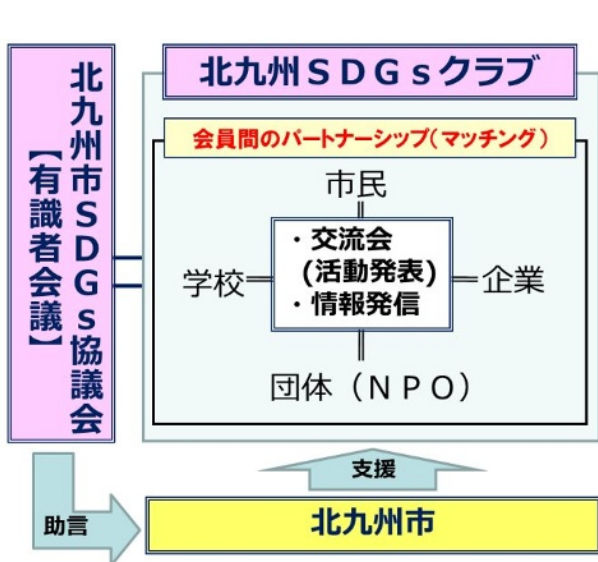 北九州市SDGs協議会
【有識者会議】
北九州SDGsクラブ
会員間のパートナーシップ(マッチング)
市民
学校
・交流会
(活動発表)
・情報発信
企業
団体(NPO)
支援
助言
北九州市